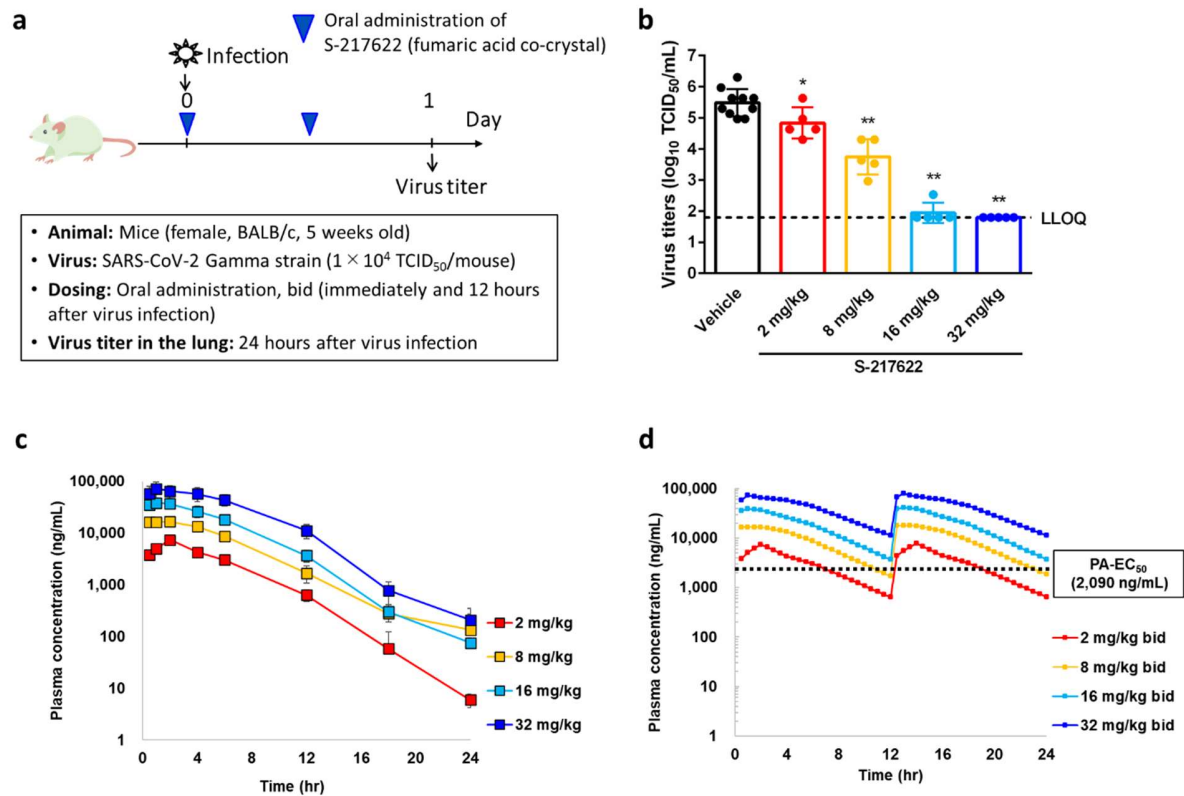 a
Oral administration of
S-217622 (fumaric acid co-crystal)
Infection
0
1
Day
Virus titer
• Animal: Mice (female, BALB/c, 5 weeks old)
• Virus: SARS-CoV-2 Gamma strain (1 × 10⁴ TCID₅₀/mouse)
• Dosing: Oral administration, bid (immediately and 12 hours
after virus infection)
• Virus titer in the lung: 24 hours after virus infection
b
Virus titers (log₁₀ TCID₅₀/mL)
7
6
5
4
3
2
1
0
*
**
**
**
LLOQ
Vehicle
2 mg/kg
8 mg/kg
16 mg/kg
32 mg/kg
S-217622
c
Plasma concentration (ng/mL)
100,000
10,000
1,000
100
10
1
0
4
8
12
16
20
24
Time (hr)
2 mg/kg
8 mg/kg
16 mg/kg
32 mg/kg
d
Plasma concentration (ng/mL)
100,000
10,000
1,000
100
10
1
0
4
8
12
16
20
24
Time (hr)
PA-EC₅₀
(2,090 ng/mL)
2 mg/kg bid
8 mg/kg bid
16 mg/kg bid
32 mg/kg bid